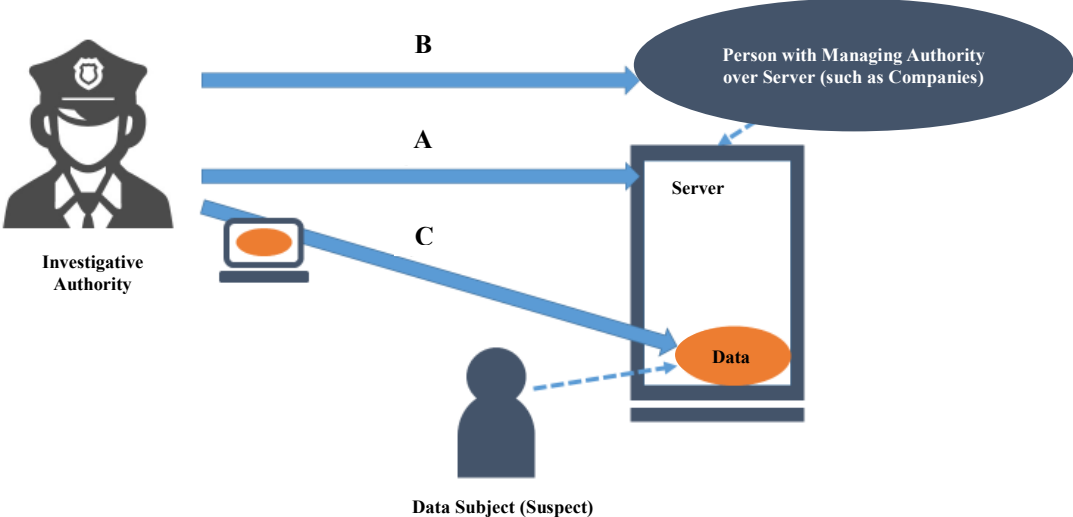 B
Person with Managing Authority
over Server (such as Companies)
A
Server
C
Investigative
Authority
Data
Data Subject (Suspect)